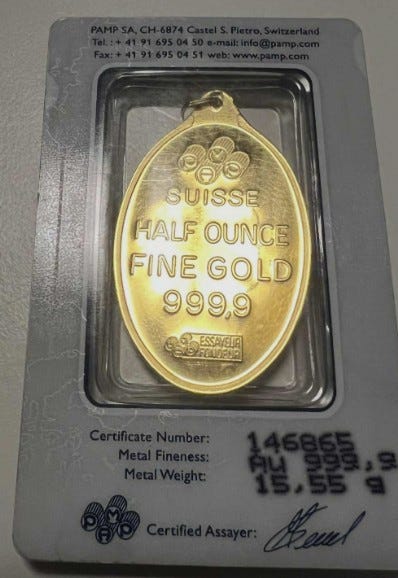 PAMP SA, CH-6874 Castel S. Pietro, Switzerland
Tel.: + 41 91 695 04 50 e-mail: info@pamp.com
Fax: + 41 91 695 04 51 web: www.pamp.com
PAMP
SUISSE
HALF OUNCE
FINE GOLD
999,9
ESSAYEUR
FONDEUR
Certificate Number: 146865
Metal Fineness: Au 999,9
Metal Weight: 15,55 g
PAMP
Certified Assayer: